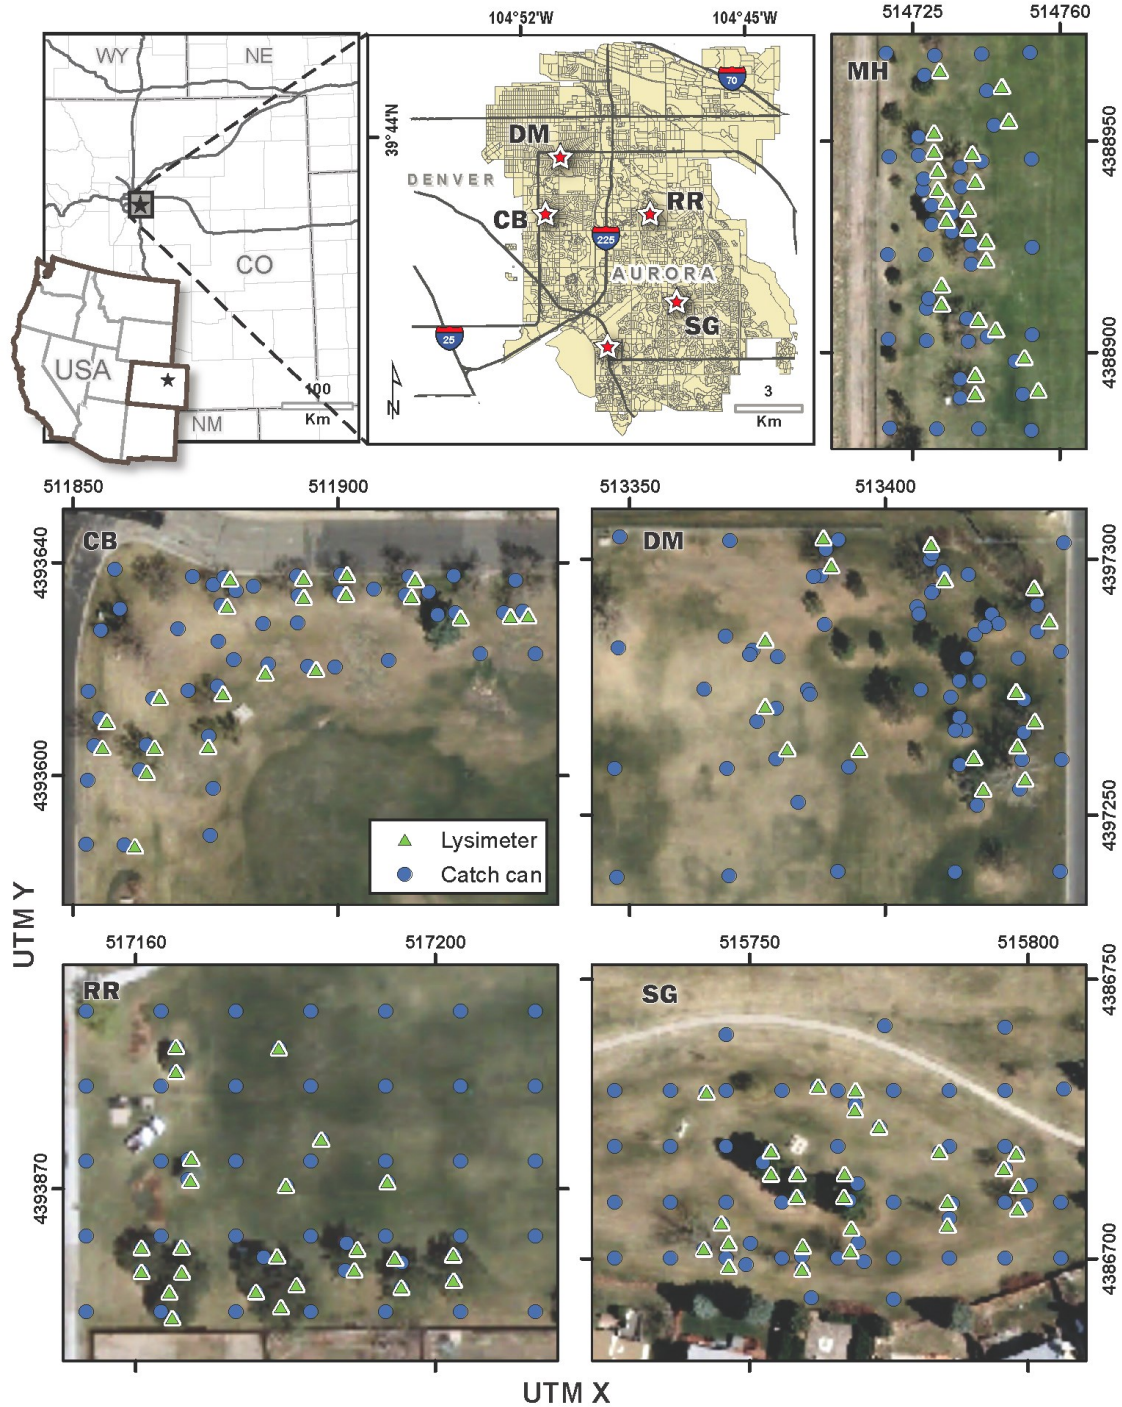 104°52'W
104°45'W
514725
514760
WY
NE
CO
NM
USA
100
Km
39°44'N
DM
DENVER
CB
RR
AURORA
SG
70
225
25
N
3
Km
MH
4388950
4388900
511850
511900
513350
513400
CB
4393640
4393600
Lysimeter
Catch can
DM
4397300
4397250
UTM Y
517160
517200
515750
515800
RR
4393870
SG
4386750
4386700
UTM X